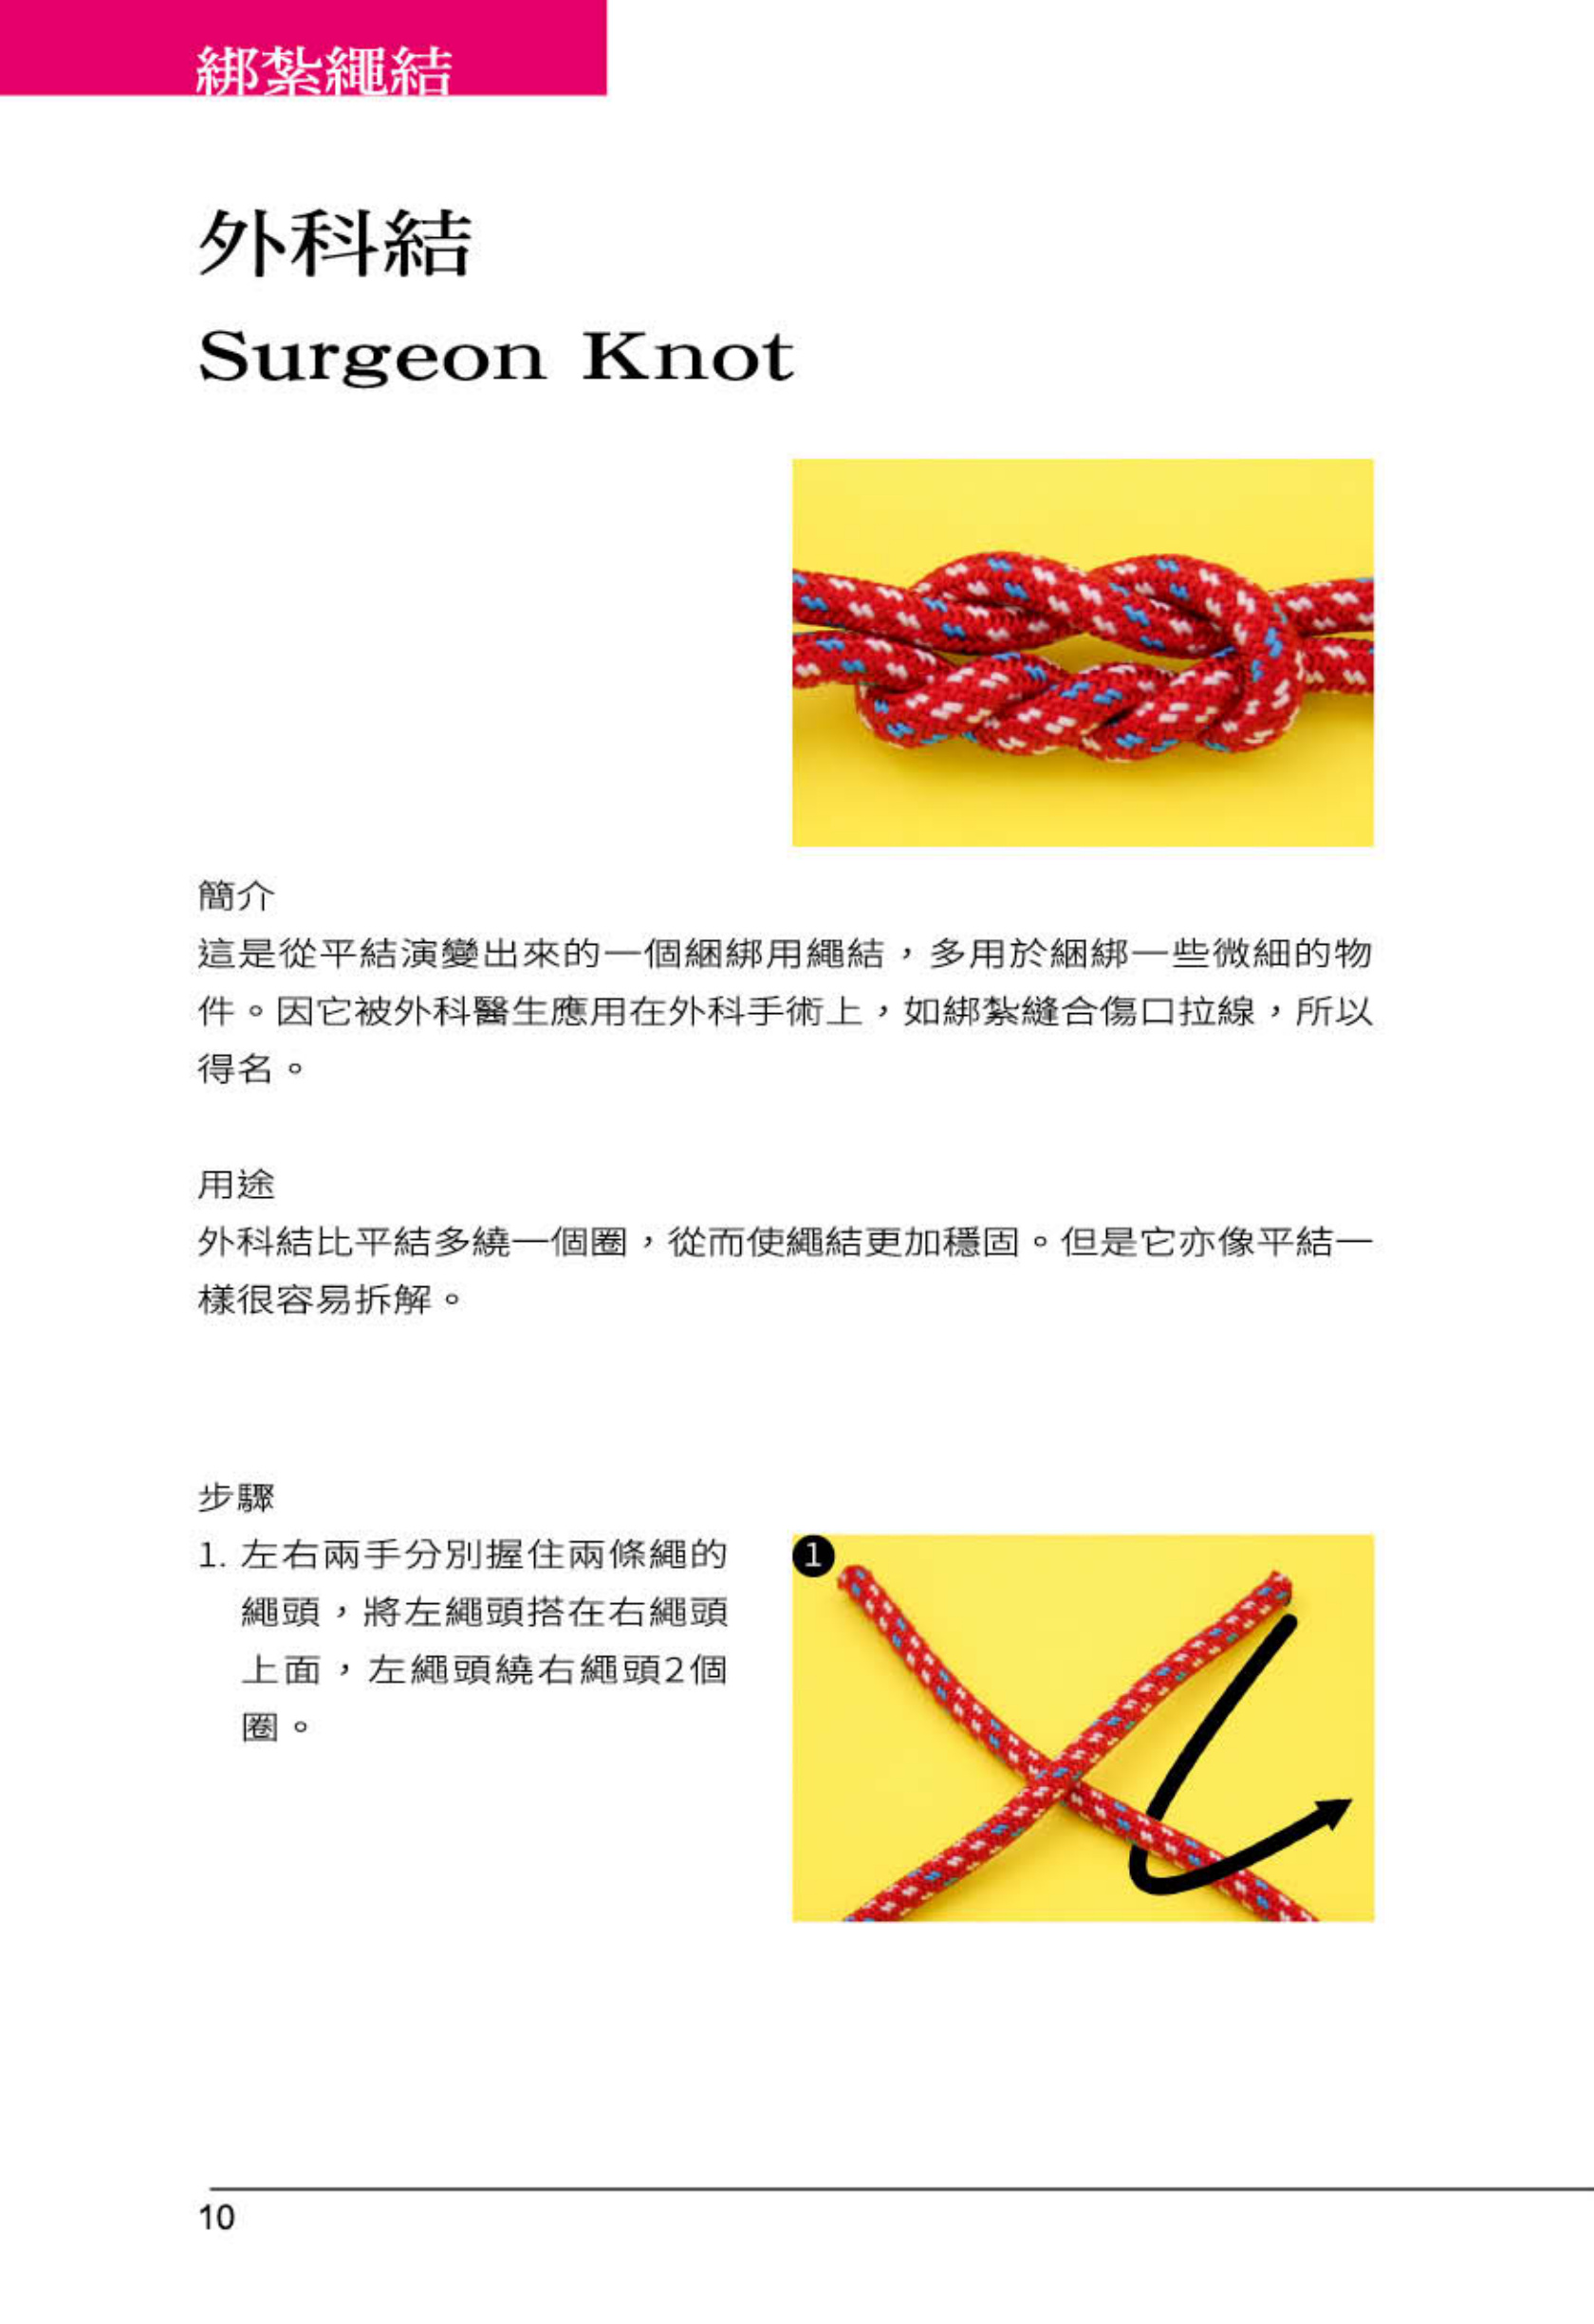 綁紮繩結
外科結
Surgeon Knot
簡介
這是從平結演變出來的一個綑綁用繩結，多用於綑綁一些微細的物
件。因它被外科醫生應用在外科手術上，如綁紮縫合傷口拉線，所以
得名。
用途
外科結比平結多繞一個圈，從而使繩結更加穩固。但是它亦像平結一
樣很容易拆解。
步驟
1. 左右兩手分別握住兩條繩的
繩頭，將左繩頭搭在右繩頭
上面，左繩頭繞右繩頭2個
圈。
1
10